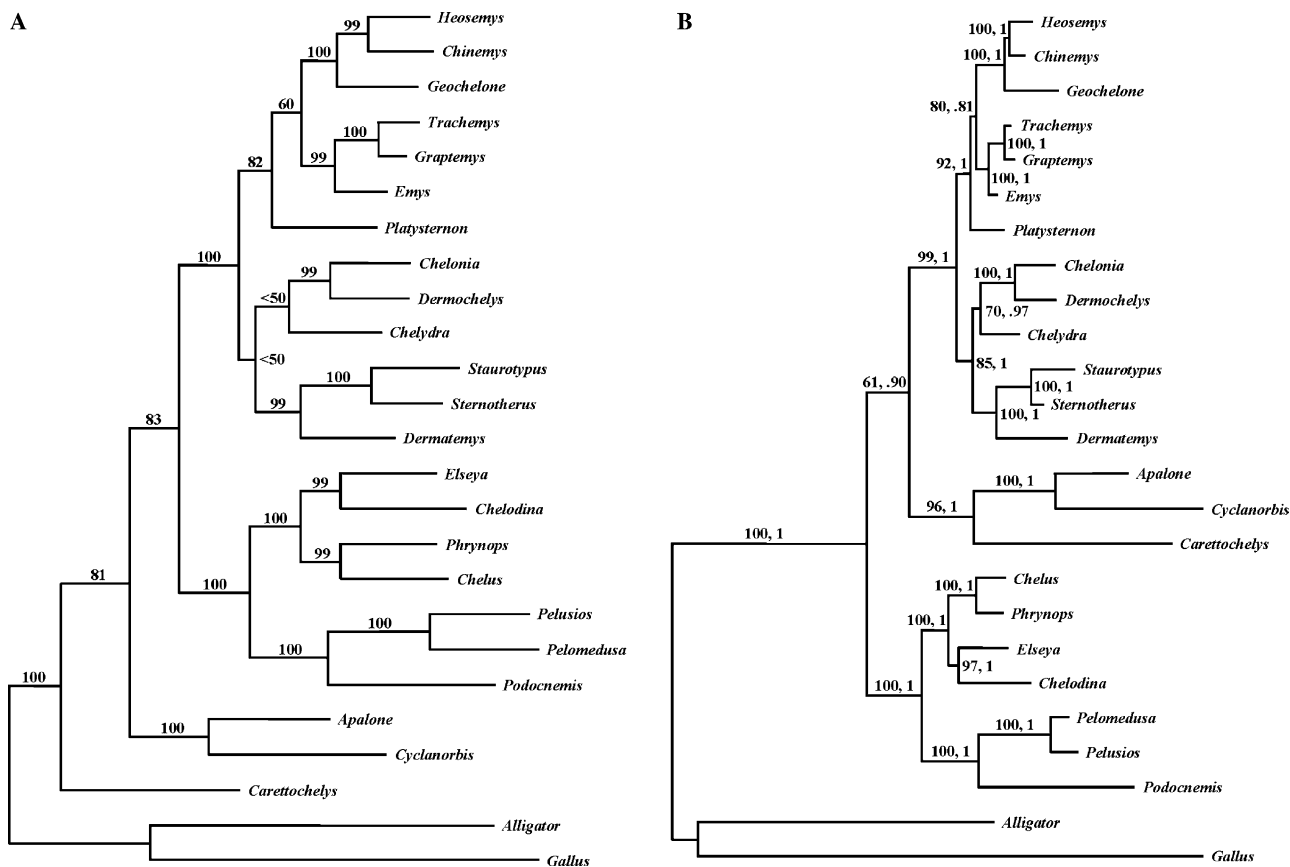 A
Heosemys
99
Chinemys
100
Geochelone
60
Trachemys
100
Graptemys
99
82
Emys
Platysternon
100
Chelonia
99
<50
Dermochelys
Chelydra
<50
Staurotypus
100
99
Sternotherus
83
Dermatemys
Elseya
99
100
Chelodina
Phrynops
99
81
100
Chelus
Pelusios
100
100
Pelomedusa
100
Podocnemis
Apalone
100
Cyclanorbis
Carettochelys
Alligator
Gallus
B
Heosemys
100, 1
100, 1
Chinemys
Geochelone
80, .81
Trachemys
100, 1
Graptemys
92, 1
100, 1
Emys
Platysternon
99, 1
Chelonia
100, 1
Dermochelys
70, .97
Chelydra
85, 1
Staurotypus
61, .90
100, 1
Sternotherus
100, 1
Dermatemys
Apalone
100, 1
96, 1
Cyclanorbis
100, 1
Carettochelys
Chelus
100, 1
Phrynops
100, 1
Elseya
97, 1
100, 1
Chelodina
Pelomedusa
100, 1
100, 1
Pelusios
Podocnemis
Alligator
Gallus